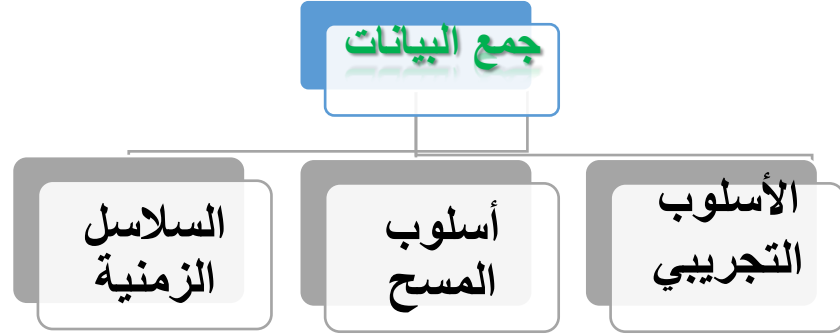 جمع البيانات
الأسلوب
التجريبي
أسلوب
المسح
السلاسل
الزمنية